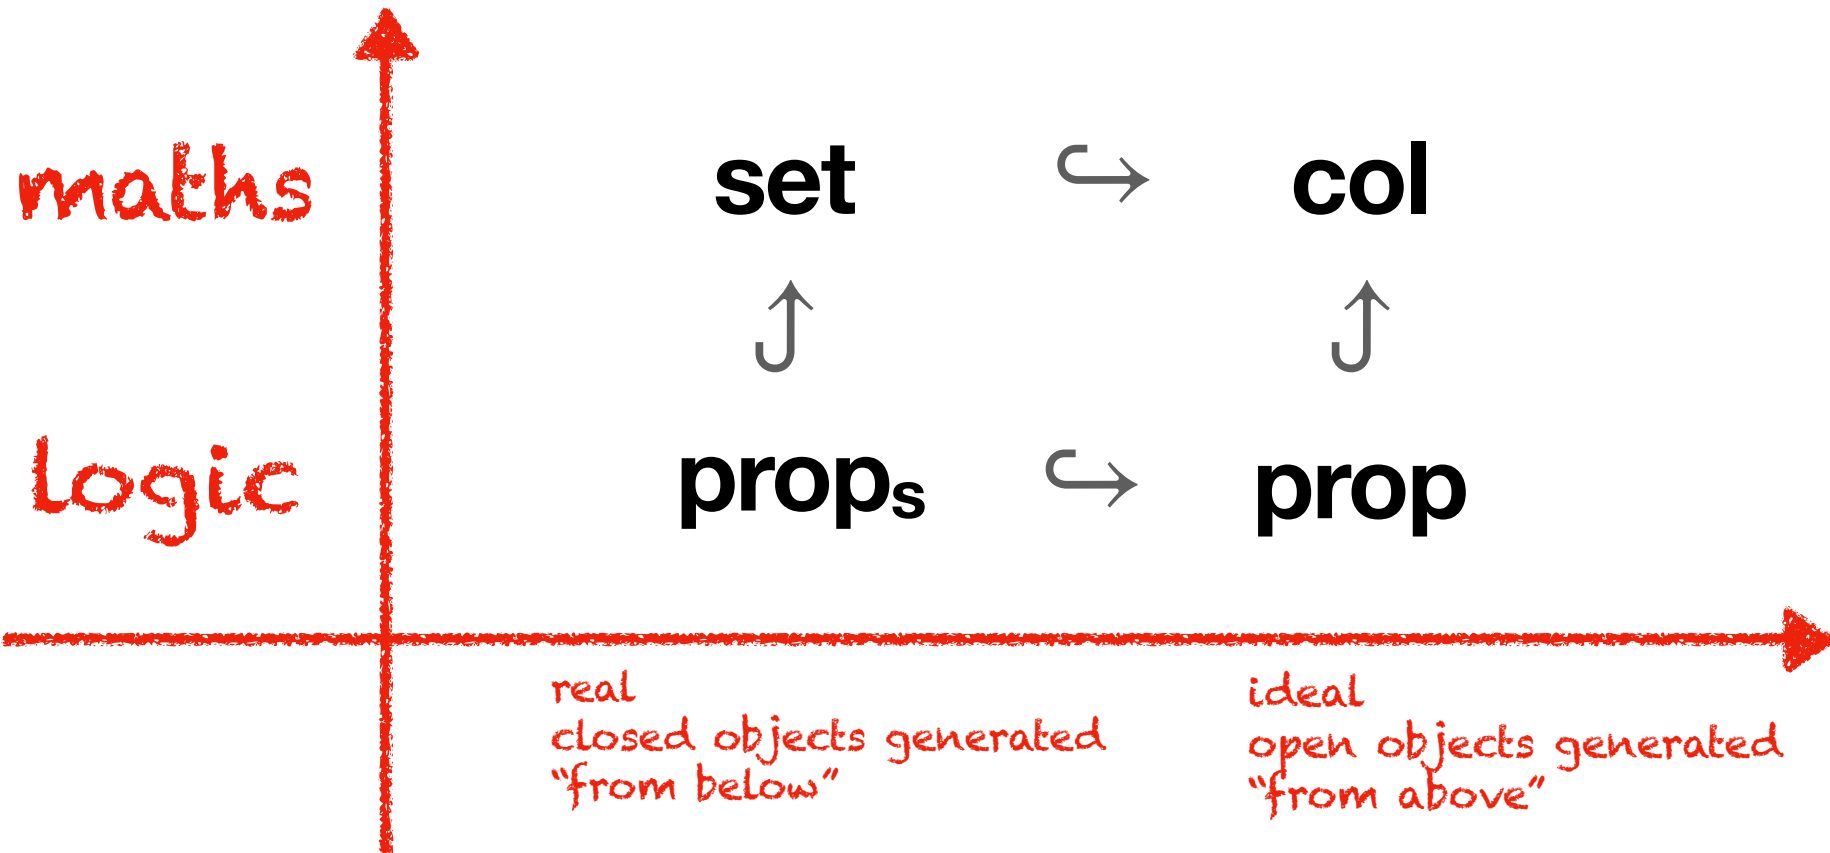 maths
set ↪ col
logic
props ↪ prop
real
closed objects generated
"from below"
ideal
open objects generated
"from above"